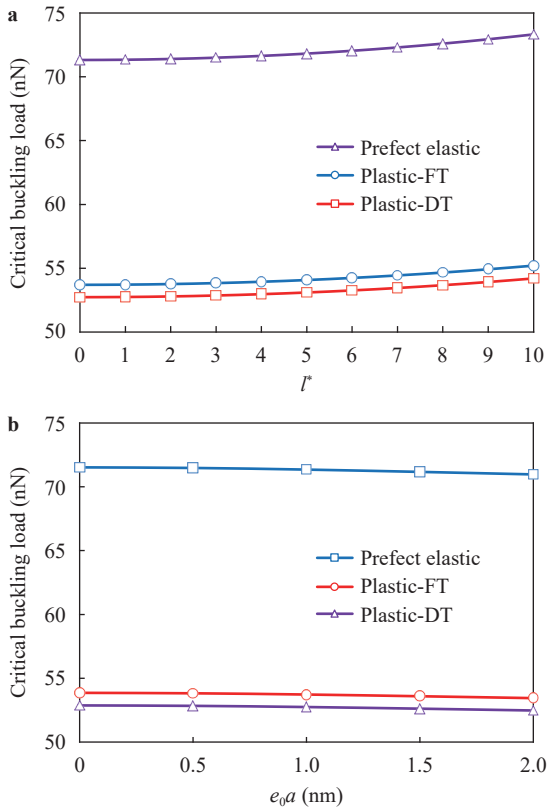 a
75
70
65
60
55
50
Critical buckling load (nN)
Prefect elastic
Plastic-FT
Plastic-DT
0 1 2 3 4 5 6 7 8 9 10
l*
b
75
70
65
60
55
50
Critical buckling load (nN)
Prefect elastic
Plastic-FT
Plastic-DT
0 0.5 1.0 1.5 2.0
e₀a (nm)